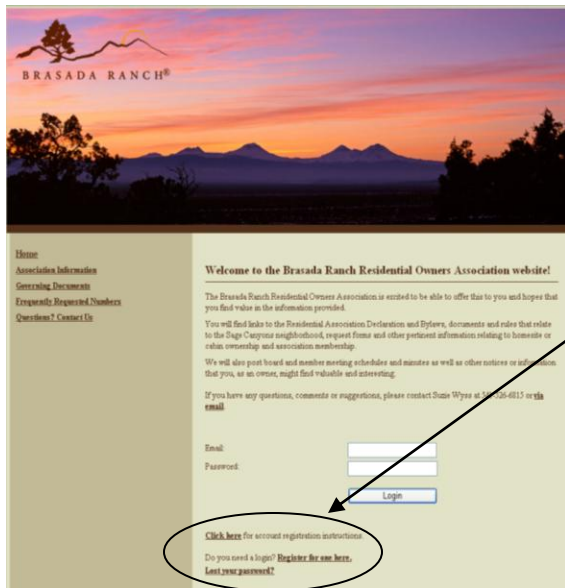 BRASADA RANCH®
Home
Association Information
Governing Documents
Frequently Requested Numbers
Questions? Contact Us
Welcome to the Brasada Ranch Residential Owners Association website!
The Brasada Ranch Residential Owners Association is excited to be able to offer this to you and hopes that
you find value in the information provided.
You will find links to the Residential Association Declaration and Bylaws, documents and rules that relate
to the Sage Canyons neighborhood, request forms and other pertinent information relating to homesite or
cabin ownership and association membership.
We will also post board and member meeting schedules and minutes as well as other notices or information
that you, as an owner, might find valuable and interesting.
If you have any questions, comments or suggestions, please contact Suzie Wyss at 326-6815 or via
email.
Email:
Password:
Login
Click here for account registration instructions.
Do you need a login? Register for one here.
Lost your password?